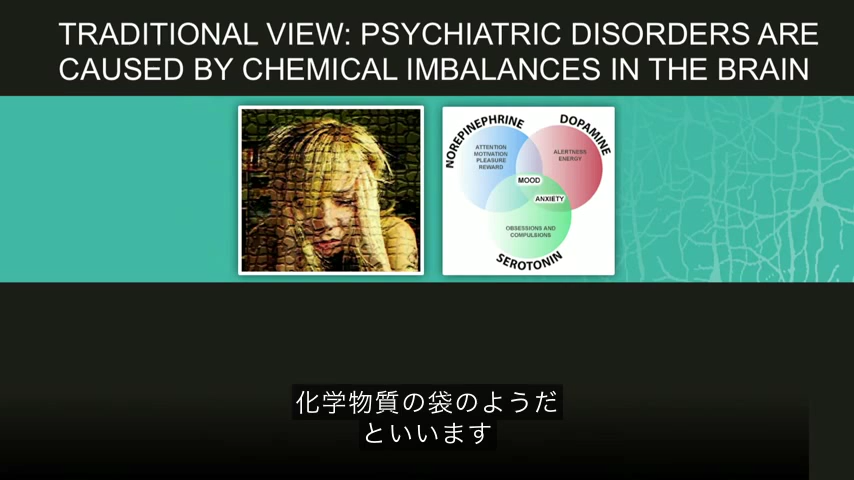 TRADITIONAL VIEW: PSYCHIATRIC DISORDERS ARE
CAUSED BY CHEMICAL IMBALANCES IN THE BRAIN
NOREPINEPHRINE
DOPAMINE
ATTENTION
MOTIVATION
PLEASURE
REWARD
ALERTNESS
ENERGY
MOOD
ANXIETY
OBSESSIONS AND
COMPULSIONS
SEROTONIN
化学物質の袋のようだ
といいます